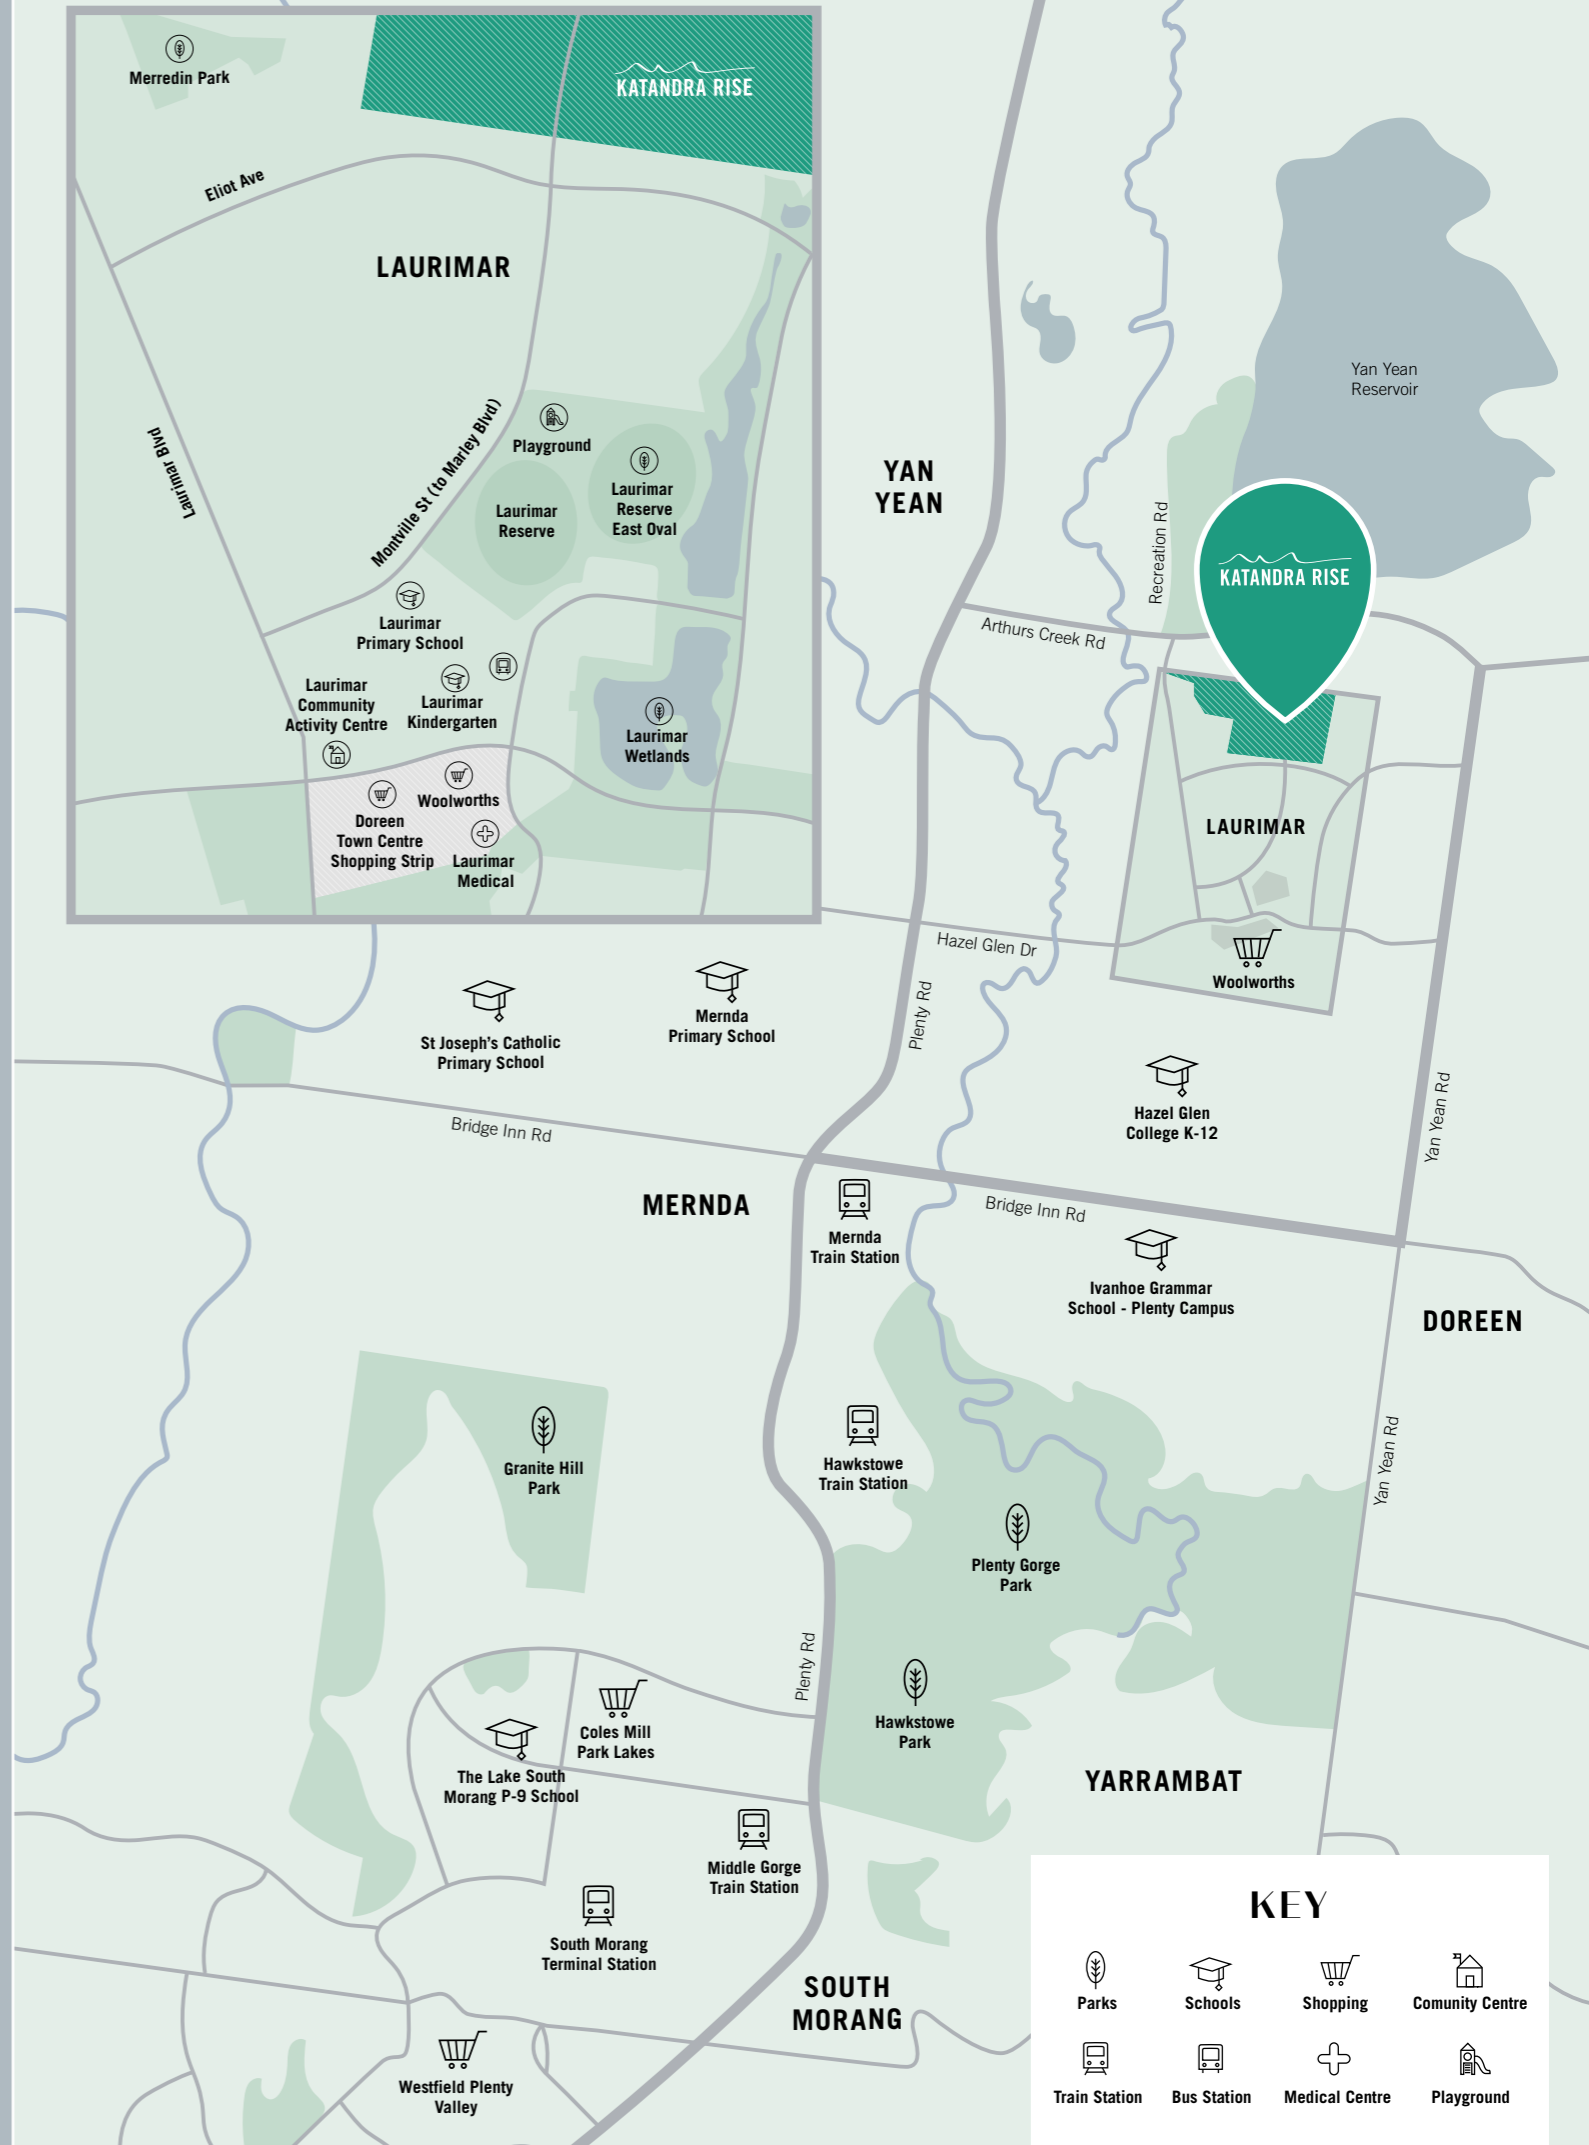 Merredin Park
KATANDRA RISE
Eliot Ave
LAURIMAR
Laurimar Blvd
Montville St (to Marley Blvd)
Playground
Laurimar
Reserve
Laurimar
Reserve
East Oval
Laurimar
Primary School
Laurimar
Community
Activity Centre
Laurimar
Kindergarten
Laurimar
Wetlands
Woolworths
Doreen
Town Centre
Shopping Strip
Laurimar
Medical
YAN
YEAN
Yan Yean
Reservoir
Recreation Rd
KATANDRA RISE
Arthurs Creek Rd
LAURIMAR
Woolworths
Hazel Glen Dr
Plenty Rd
St Joseph's Catholic
Primary School
Mernda
Primary School
Hazel Glen
College K-12
Yan Yean Rd
Bridge Inn Rd
MERNDA
Mernda
Train Station
Bridge Inn Rd
Ivanhoe Grammar
School - Plenty Campus
DOREEN
Granite Hill
Park
Hawkstowe
Train Station
Yan Yean Rd
Plenty Gorge
Park
Plenty Rd
Hawkstowe
Park
Coles Mill
Park Lakes
The Lake South
Morang P-9 School
YARRAMBAT
Middle Gorge
Train Station
South Morang
Terminal Station
SOUTH
MORANG
Westfield Plenty
Valley
KEY
Parks
Schools
Shopping
Comunity Centre
Train Station
Bus Station
Medical Centre
Playground